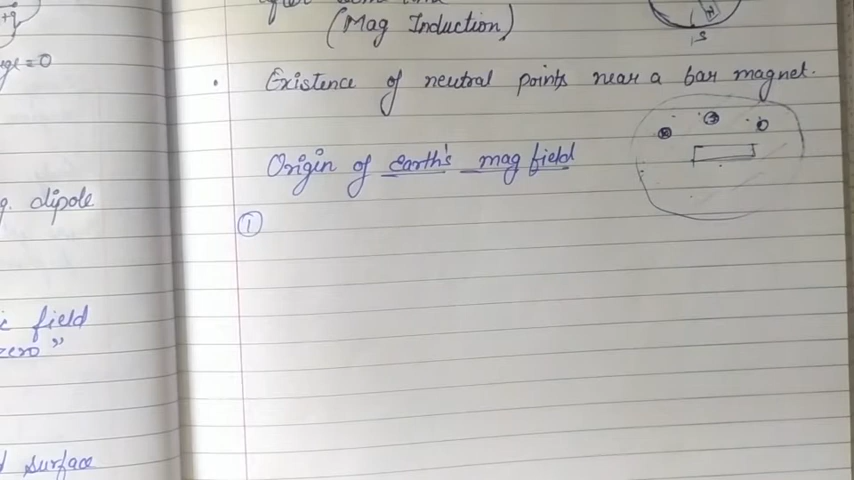 +q
=0
g. dipole
field
zero"
surface
(Mag Induction)
S
• Existence of neutral points near a bar magnet.
Origin of earth's mag field
①